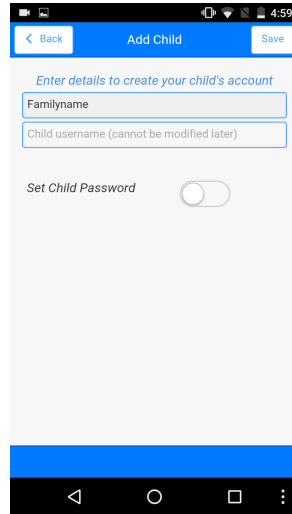 4:59
Back
Add Child
Save
Enter details to create your child's account
Familyname
Child username (cannot be modified later)
Set Child Password